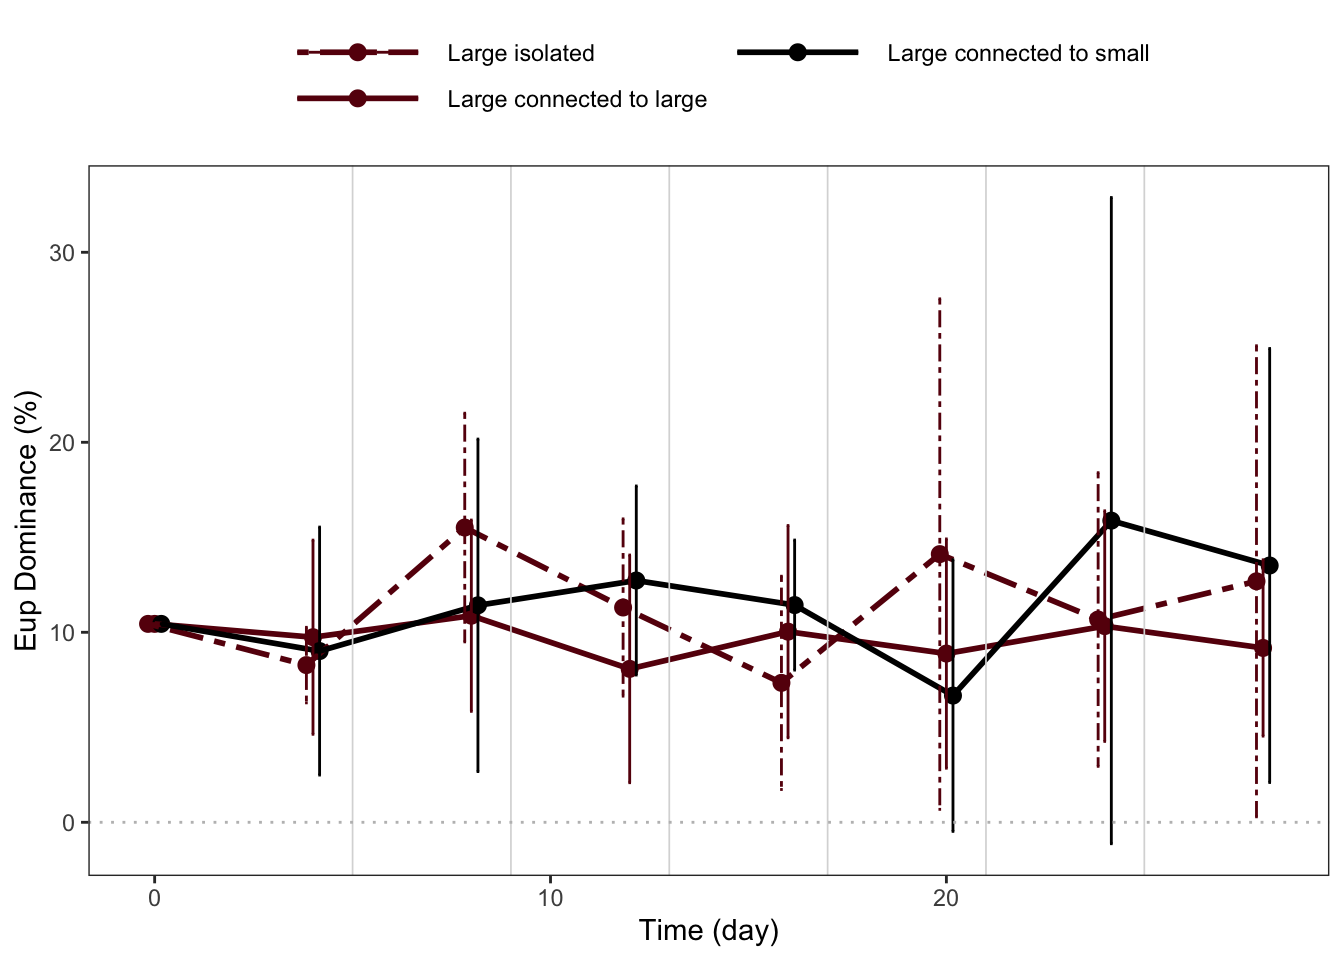 Large isolated
Large connected to small
Large connected to large
Eup Dominance (%)
30
20
10
0
0
10
20
Time (day)